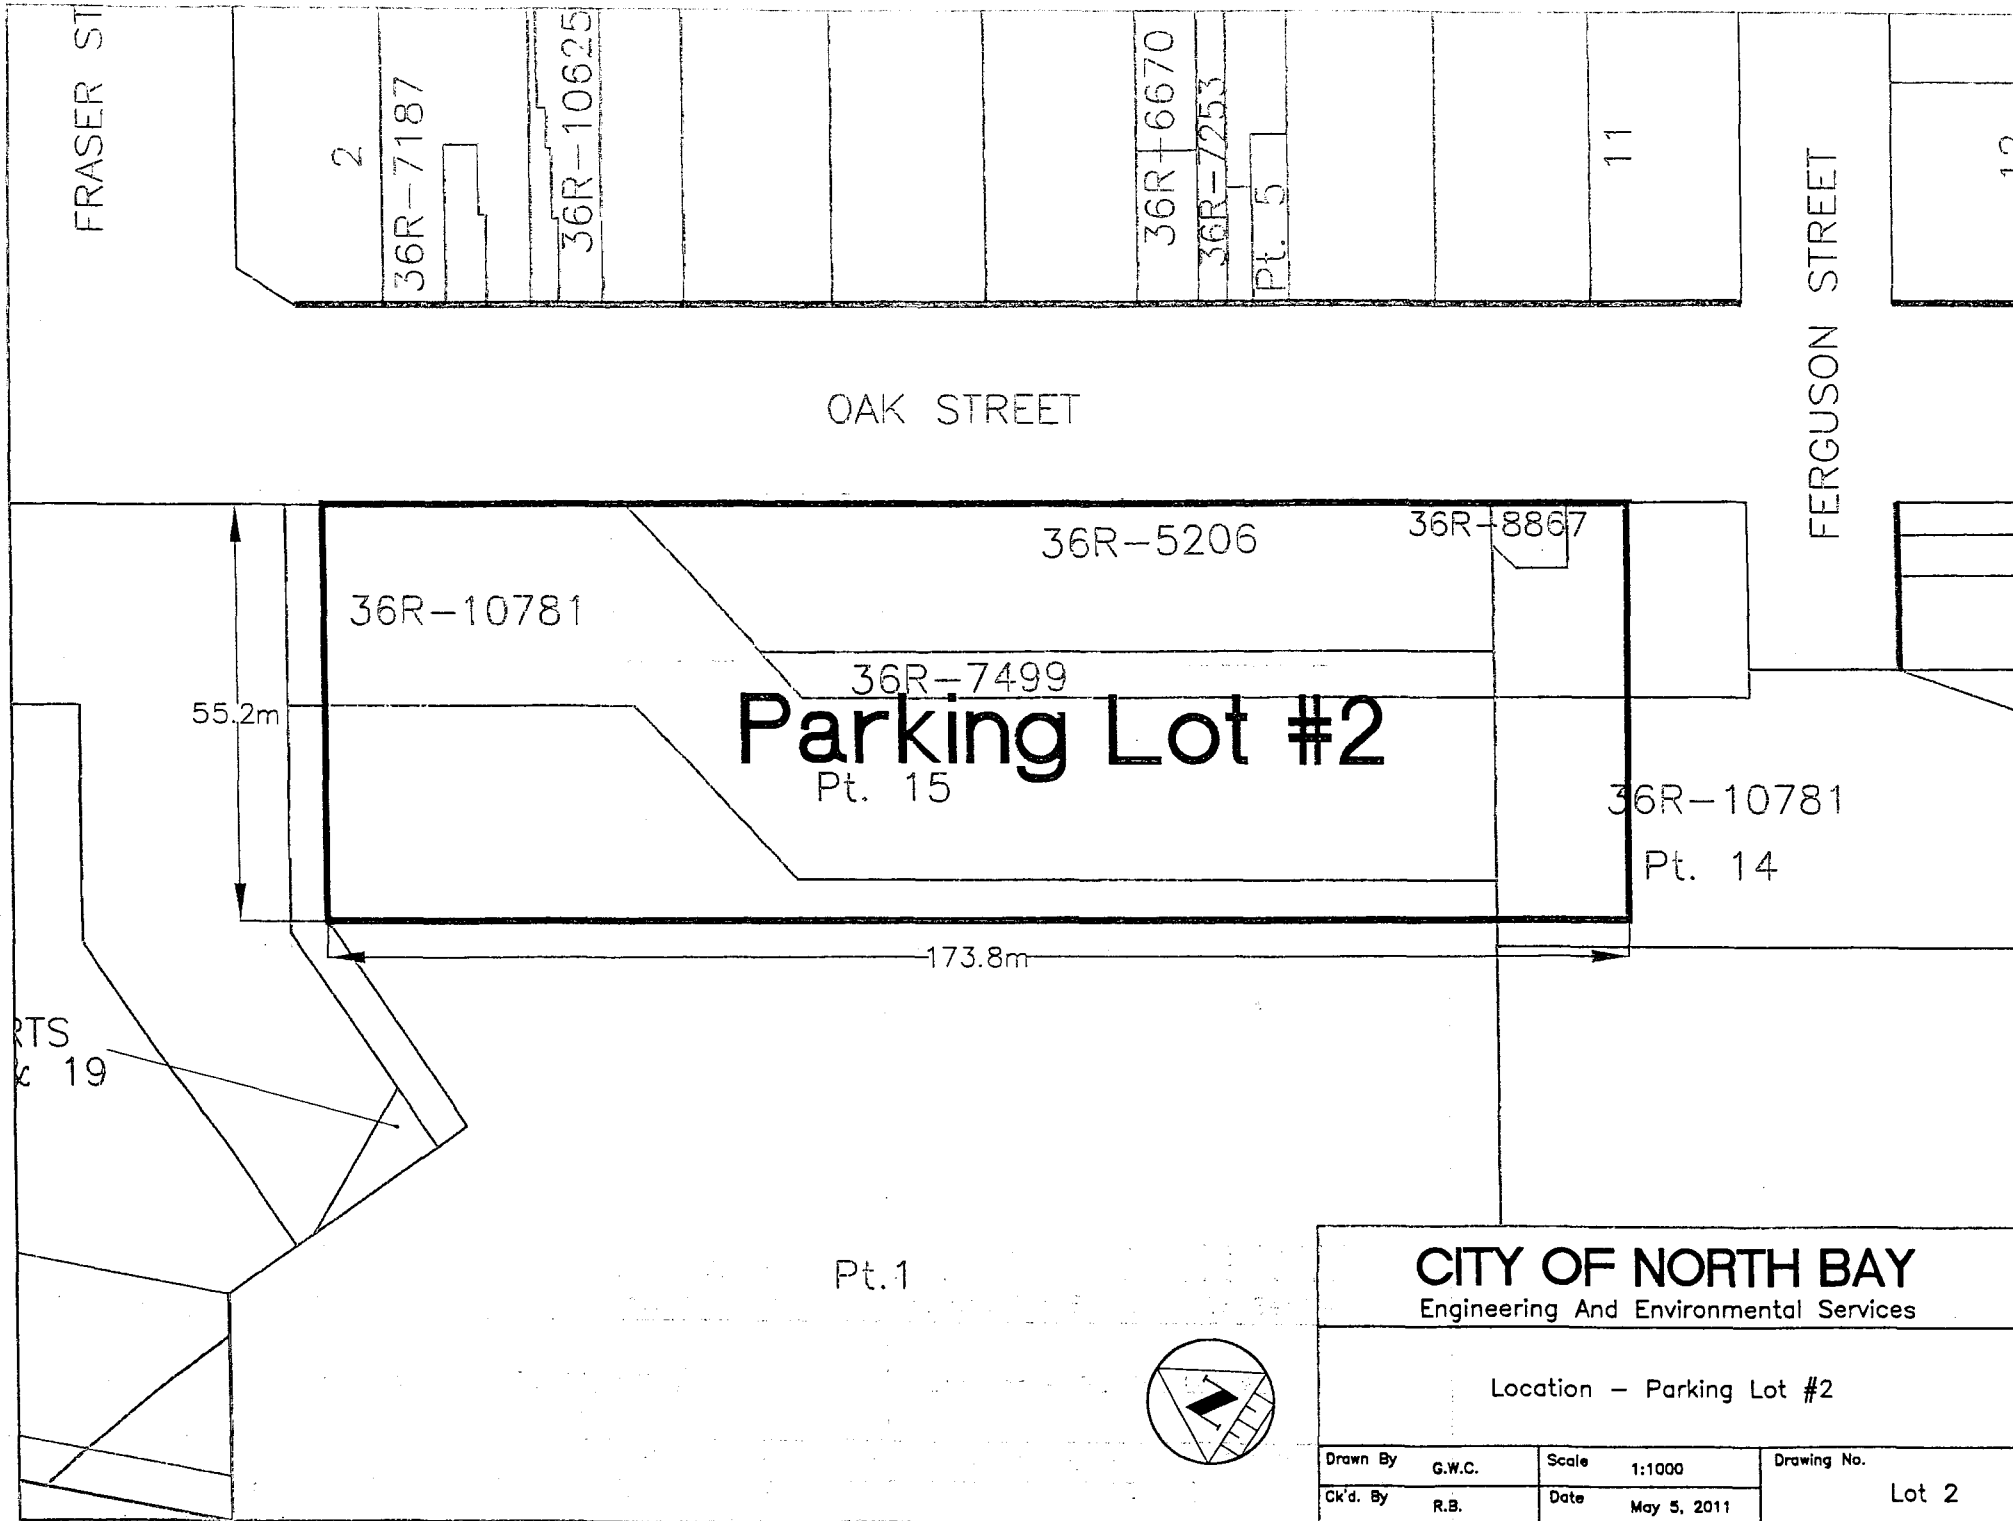 FRASER
2
36R-7187
36R-10625
36R-6670
36R-7253
Pt. 5
11
FERGUSON STREET
12
OAK STREET
36R-5206
36R-8867
36R-10781
36R-7499
55.2m
Parking Lot #2
Pt. 15
36R-10781
Pt. 14
173.8m
19
Pt.1
N
CITY OF NORTH BAY
Engineering And Environmental Services
Location - Parking Lot #2
Drawn By G.W.C.
Scale 1:1000
Drawing No.
Lot 2
Ck'd. By R.B.
Date May 5, 2011